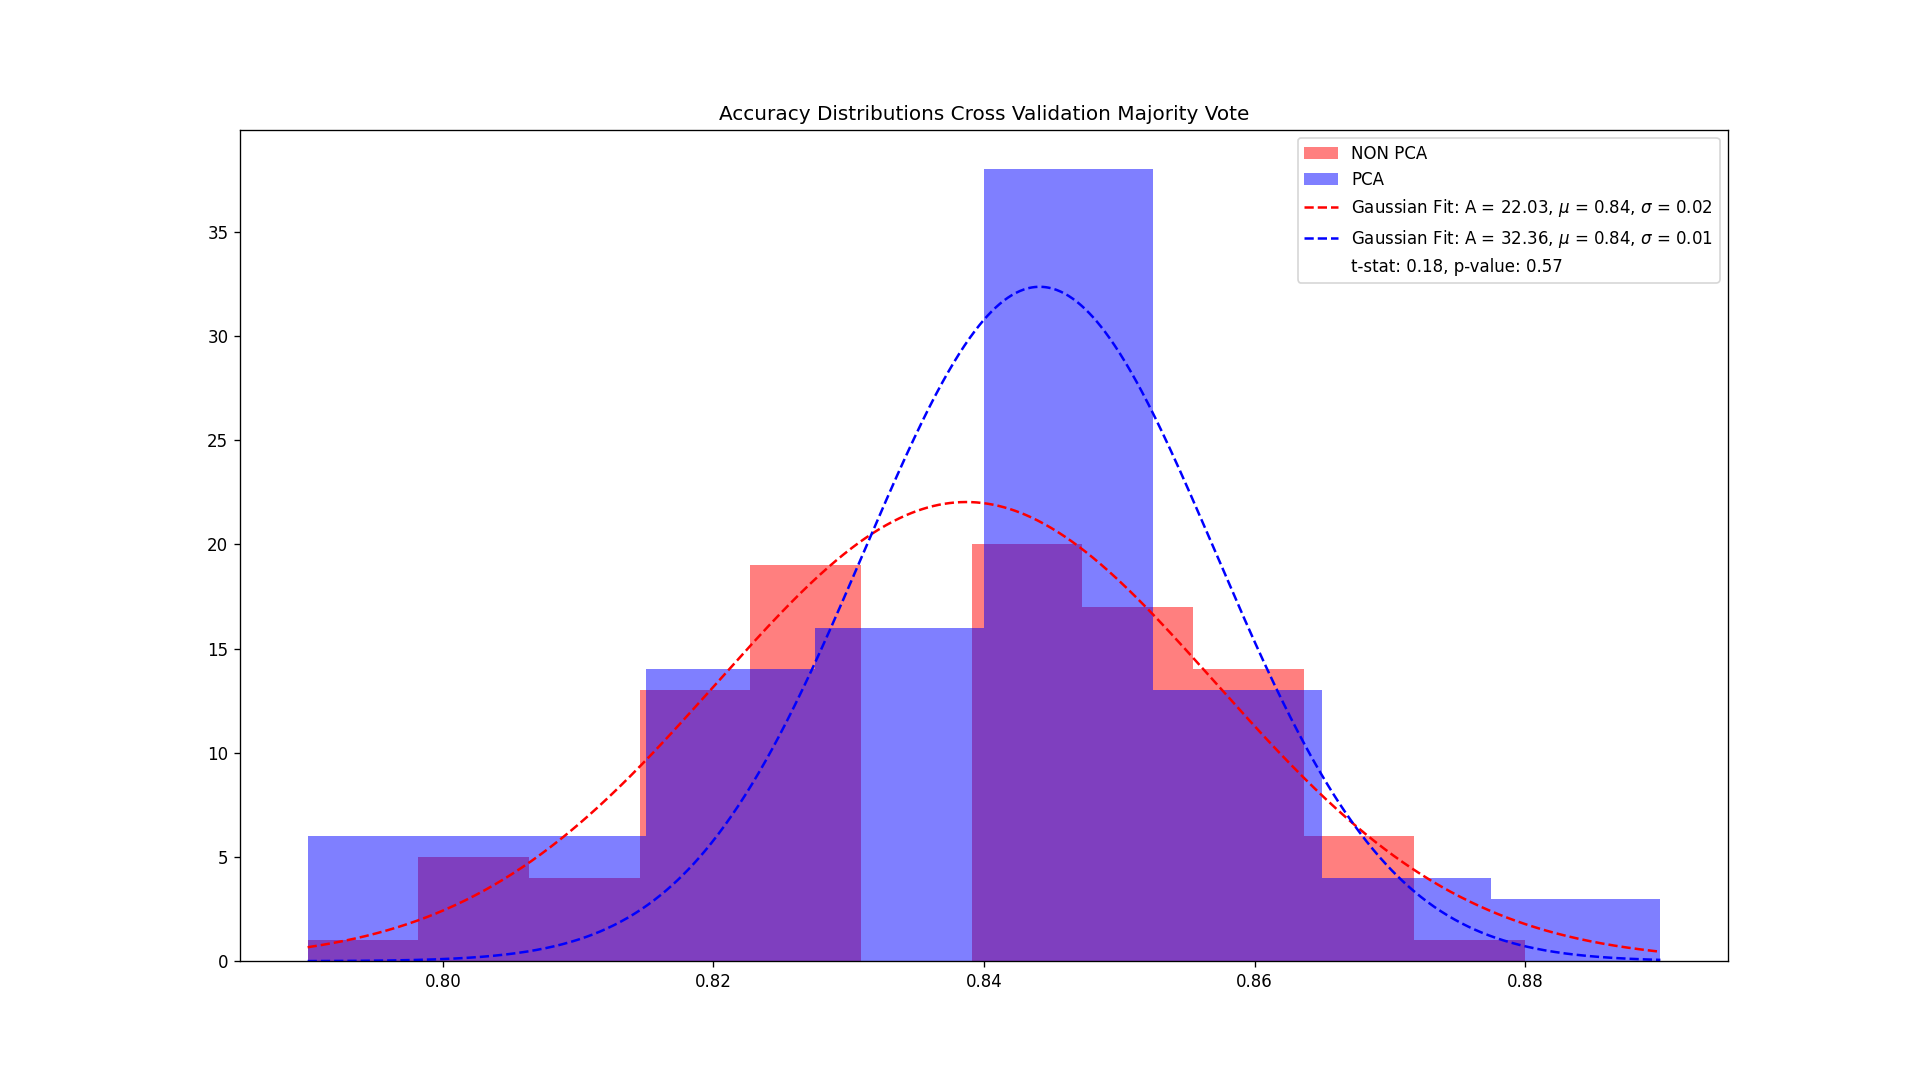 Accuracy Distributions Cross Validation Majority Vote
NON PCA
PCA
Gaussian Fit: A = 22.03, μ = 0.84, σ = 0.02
Gaussian Fit: A = 32.36, μ = 0.84, σ = 0.01
t-stat: 0.18, p-value: 0.57
35
30
25
20
15
10
5
0
0.80 0.82 0.84 0.86 0.88